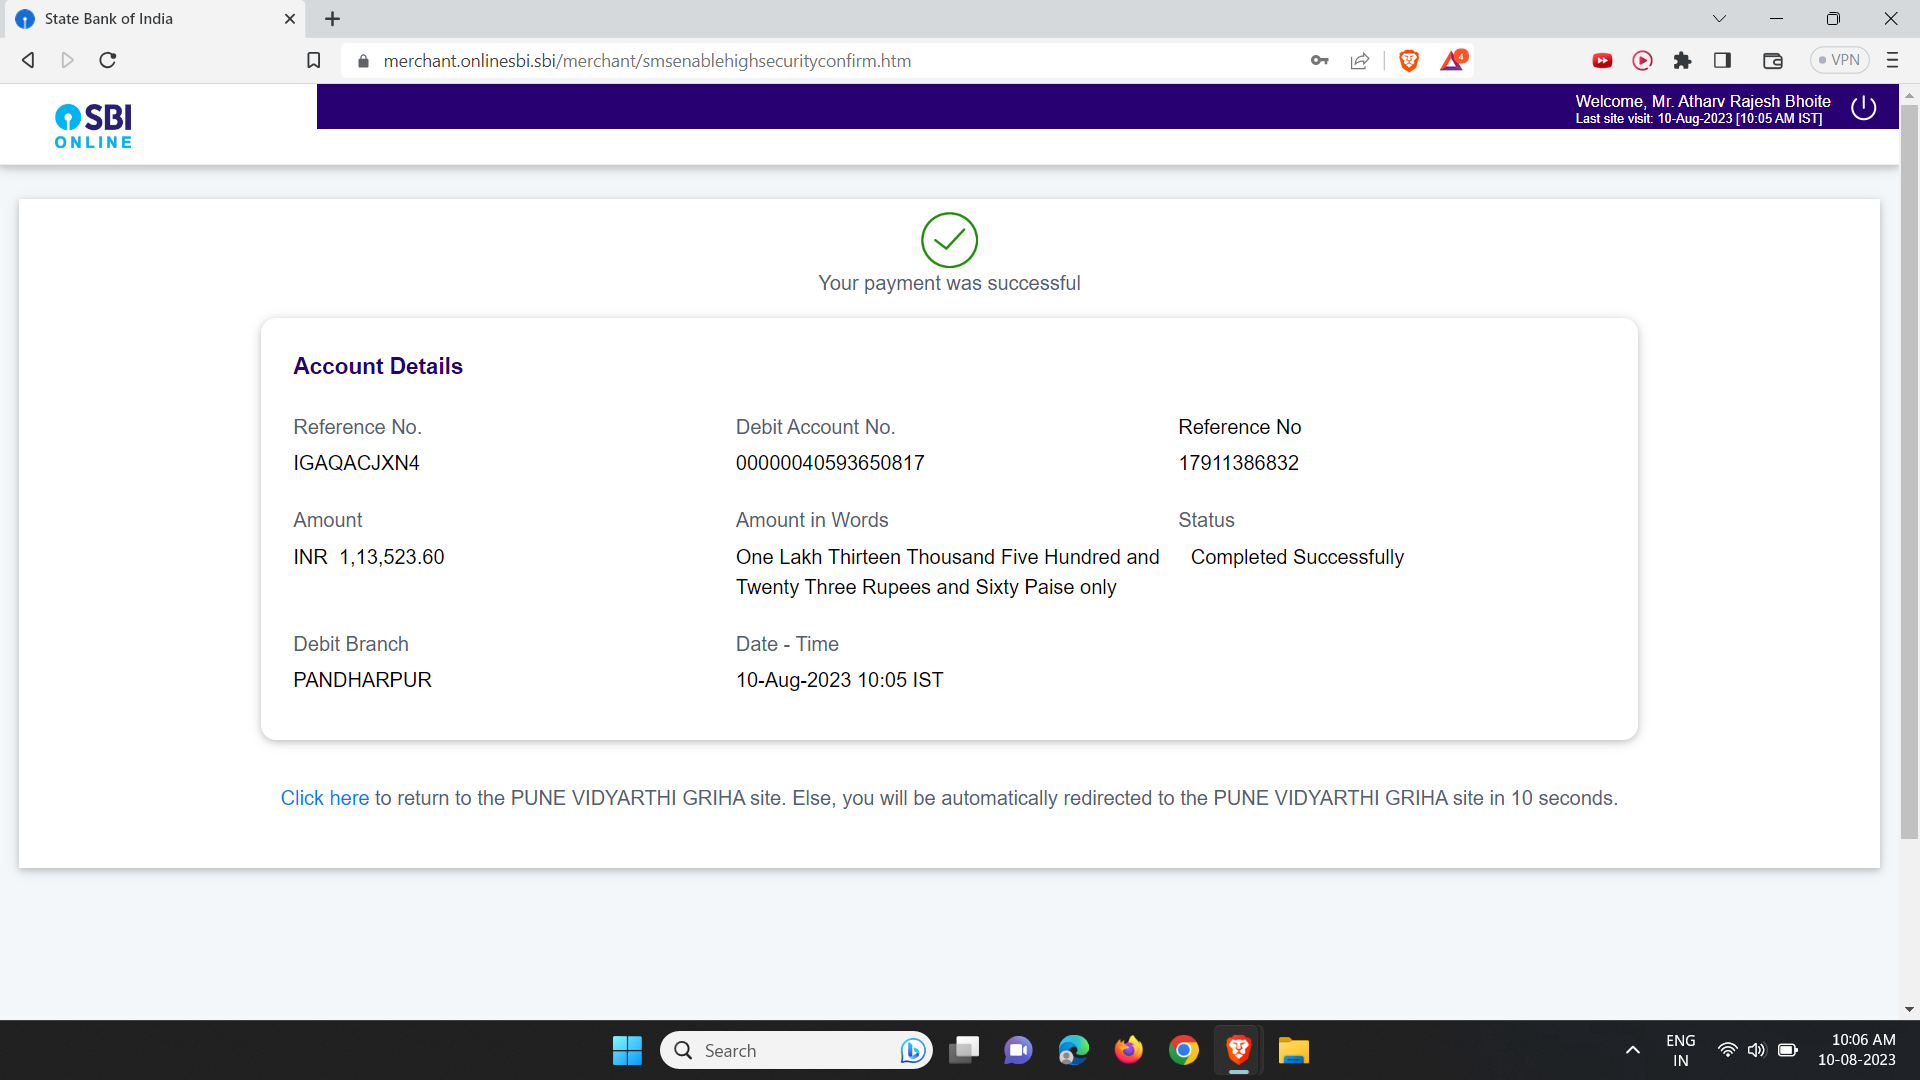 State Bank of India
merchant.onlinesbi.sbi/merchant/smsenablehighsecurityconfirm.htm
4
VPN
SBI
ONLINE
Welcome, Mr. Atharv Rajesh Bhoite
Last site visit: 10-Aug-2023 [10:05 AM IST]
Your payment was successful
Account Details
Reference No.
IGAQACJXN4
Debit Account No.
00000040593650817
Reference No
17911386832
Amount
INR 1,13,523.60
Amount in Words
One Lakh Thirteen Thousand Five Hundred and
Twenty Three Rupees and Sixty Paise only
Status
Completed Successfully
Debit Branch
PANDHARPUR
Date - Time
10-Aug-2023 10:05 IST
Click here to return to the PUNE VIDYARTHI GRIHA site. Else, you will be automatically redirected to the PUNE VIDYARTHI GRIHA site in 10 seconds.
Search
ENG
IN
10:06 AM
10-08-2023